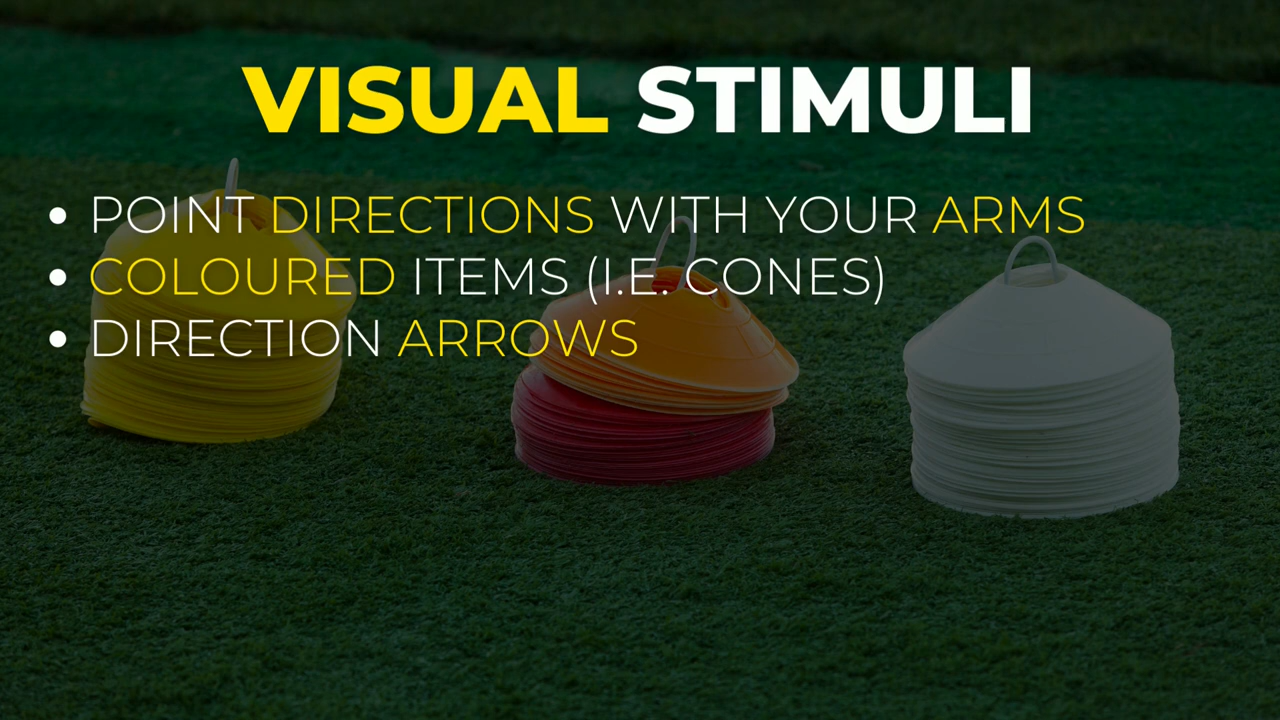 VISUAL STIMULI
• POINT DIRECTIONS WITH YOUR ARMS
• COLOURED ITEMS (I.E. CONES)
• DIRECTION ARROWS